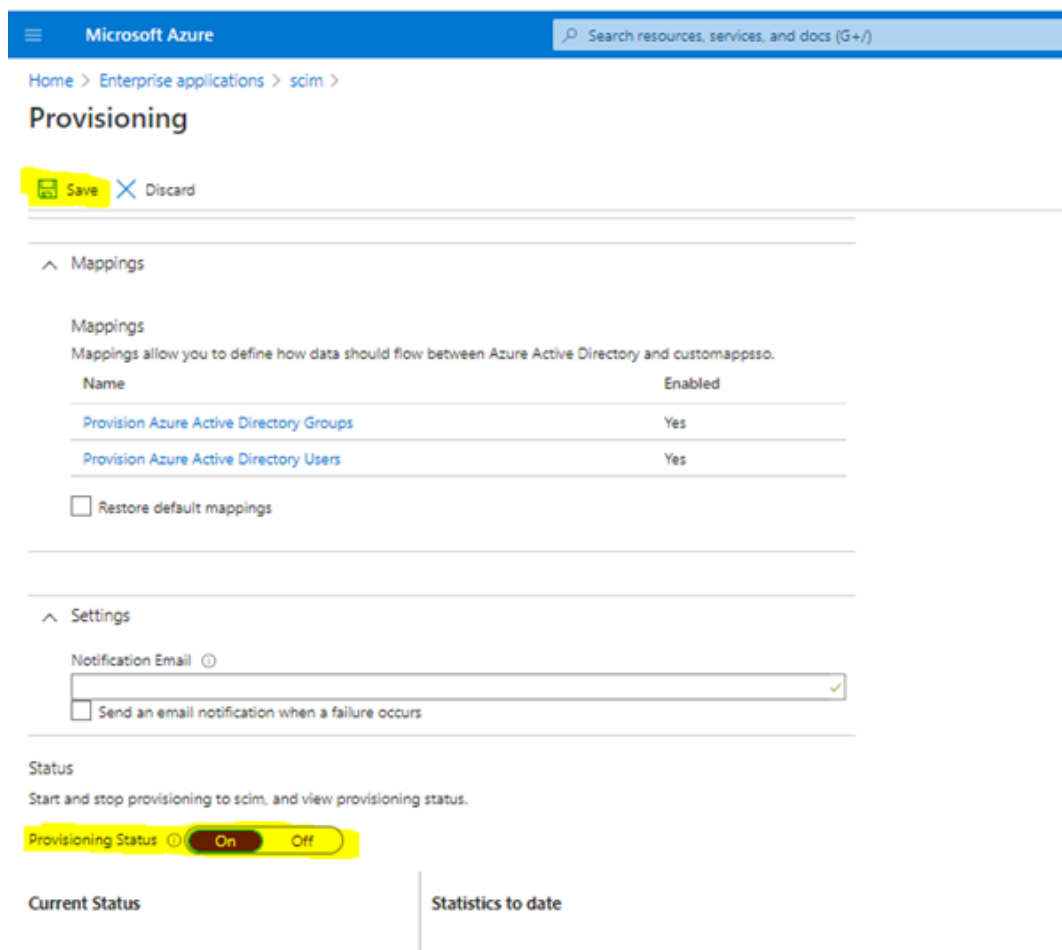 Microsoft Azure
Search resources, services, and docs (G+/)
Home > Enterprise applications > scim >
Provisioning
Save Discard
Mappings
Mappings
Mappings allow you to define how data should flow between Azure Active Directory and customappsso.
Name Enabled
Provision Azure Active Directory Groups Yes
Provision Azure Active Directory Users Yes
Restore default mappings
Settings
Notification Email
Send an email notification when a failure occurs
Status
Start and stop provisioning to scim, and view provisioning status.
Provisioning Status On Off
Current Status Statistics to date